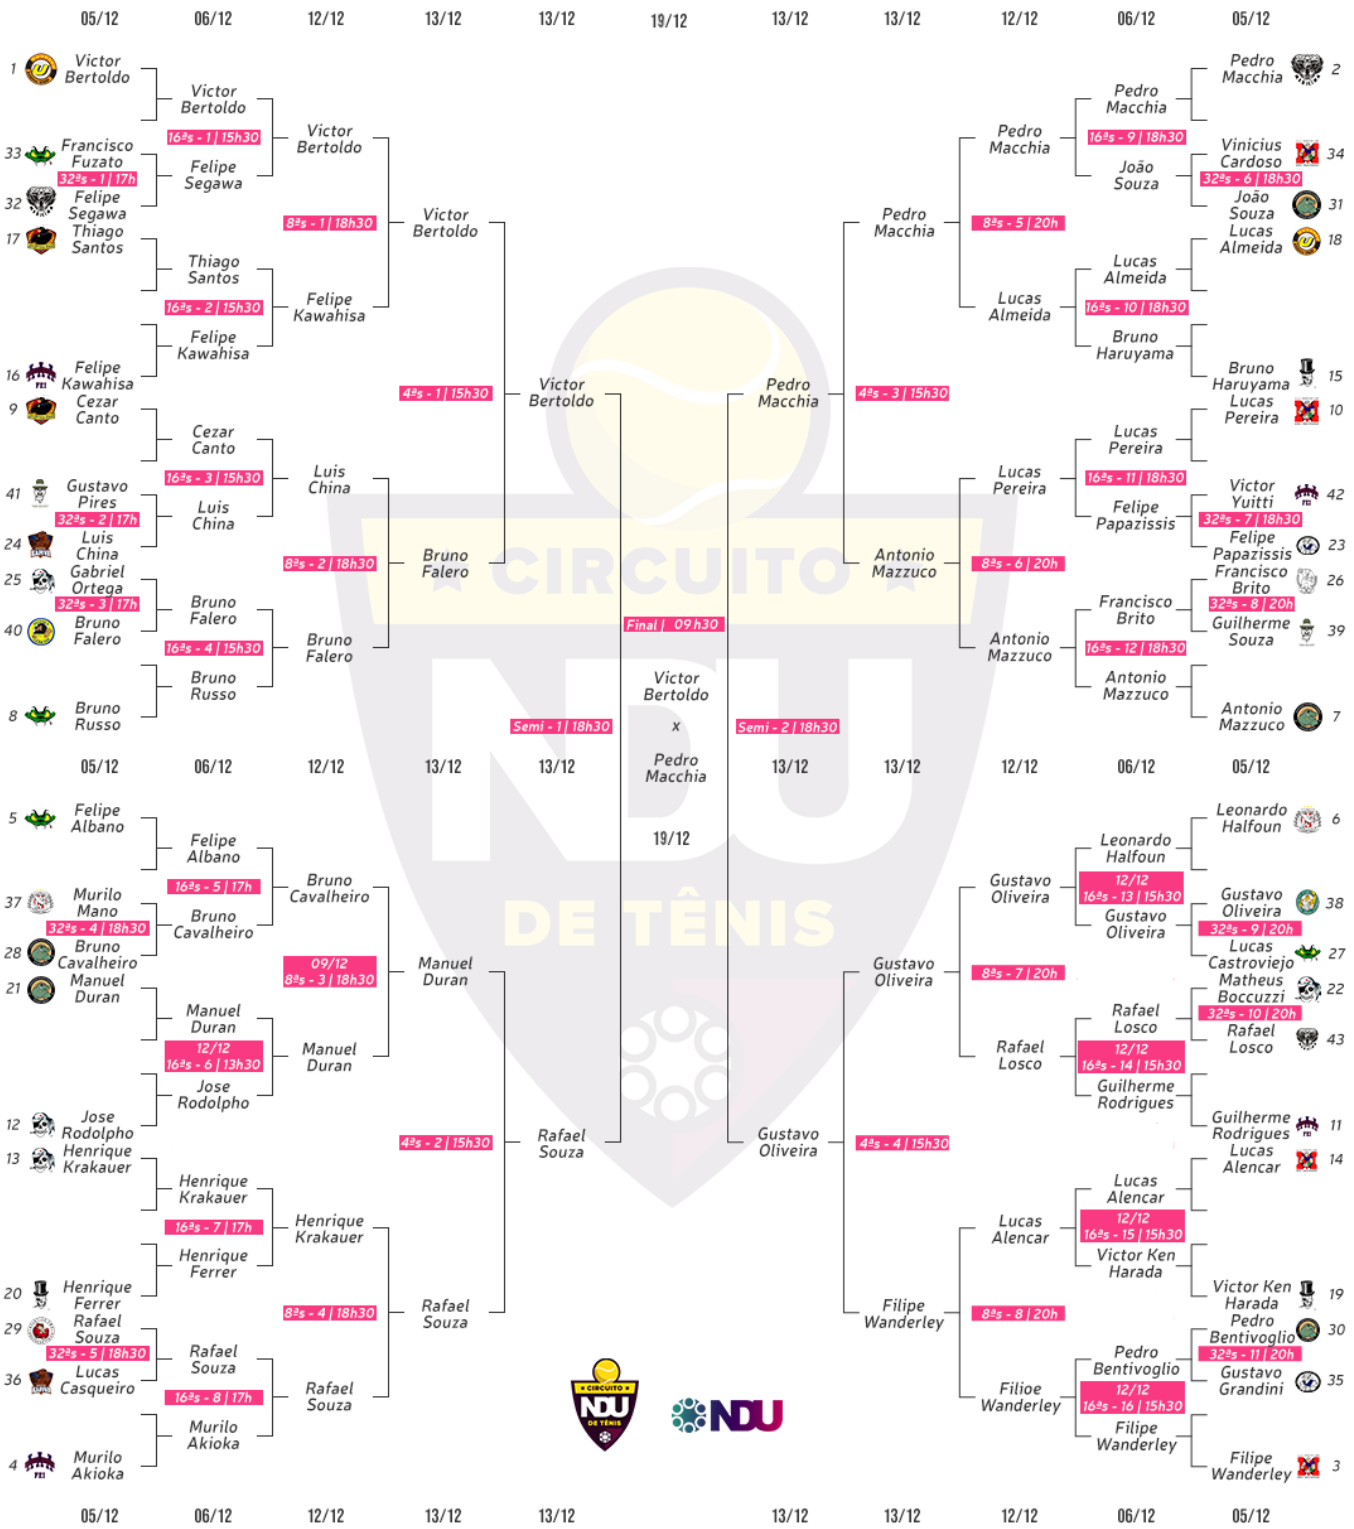 05/12
06/12
12/12
13/12
13/12
19/12
13/12
13/12
12/12
06/12
05/12
1
Victor
Bertoldo
33
Francisco
Fuzato
32ªs - 1 | 17h
32
Felipe
Segawa
17
Thiago
Santos
16
Felipe
Kawahisa
9
Cezar
Canto
41
Gustavo
Pires
32ªs - 2 | 17h
24
Luis
China
25
Gabriel
Ortega
32ªs - 3 | 17h
40
Bruno
Falero
8
Bruno
Russo
Victor
Bertoldo
16ªs - 1 | 15h30
Felipe
Segawa
Thiago
Santos
16ªs - 2 | 15h30
Felipe
Kawahisa
Cezar
Canto
16ªs - 3 | 15h30
Luis
China
Bruno
Falero
16ªs - 4 | 15h30
Bruno
Russo
Victor
Bertoldo
8ªs - 1 | 18h30
Felipe
Kawahisa
Luis
China
8ªs - 2 | 18h30
Bruno
Falero
Victor
Bertoldo
4ªs - 1 | 15h30
Bruno
Falero
Victor
Bertoldo
Semi - 1 | 18h30
Final | 09h30
Victor
Bertoldo
x
Pedro
Macchia
19/12
Pedro
Macchia
Semi - 2 | 18h30
Pedro
Macchia
4ªs - 3 | 15h30
Antonio
Mazzuco
Pedro
Macchia
8ªs - 5 | 20h
Lucas
Almeida
Lucas
Pereira
8ªs - 6 | 20h
Antonio
Mazzuco
Pedro
Macchia
16ªs - 9 | 18h30
João
Souza
Lucas
Almeida
16ªs - 10 | 18h30
Bruno
Haruyama
Lucas
Pereira
16ªs - 11 | 18h30
Felipe
Papazissis
Francisco
Brito
16ªs - 12 | 18h30
Antonio
Mazzuco
Pedro
Macchia
2
Vinicius
Cardoso
34
32ªs - 6 | 18h30
João
Souza
31
Lucas
Almeida
18
Bruno
Haruyama
15
Lucas
Pereira
10
Victor
Yuitti
42
32ªs - 7 | 18h30
Felipe
Papazissis
23
Francisco
Brito
26
32ªs - 8 | 20h
Guilherme
Souza
39
Antonio
Mazzuco
7
05/12
06/12
12/12
13/12
13/12
13/12
13/12
12/12
06/12
05/12
5
Felipe
Albano
37
Murilo
Mano
32ªs - 4 | 18h30
28
Bruno
Cavalheiro
21
Manuel
Duran
12
Jose
Rodolpho
13
Henrique
Krakauer
20
Henrique
Ferrer
29
Rafael
Souza
32ªs - 5 | 18h30
36
Lucas
Casqueiro
4
Murilo
Akioka
Felipe
Albano
16ªs - 5 | 17h
Bruno
Cavalheiro
Manuel
Duran
12/12
16ªs - 6 | 13h30
Jose
Rodolpho
Henrique
Krakauer
16ªs - 7 | 17h
Henrique
Ferrer
Rafael
Souza
16ªs - 8 | 17h
Murilo
Akioka
Bruno
Cavalheiro
09/12
8ªs - 3 | 18h30
Manuel
Duran
Henrique
Krakauer
8ªs - 4 | 18h30
Rafael
Souza
Manuel
Duran
4ªs - 2 | 15h30
Rafael
Souza
Rafael
Souza
Gustavo
Oliveira
Gustavo
Oliveira
4ªs - 4 | 15h30
Filipe
Wanderley
Gustavo
Oliveira
8ªs - 7 | 20h
Rafael
Losco
Lucas
Alencar
8ªs - 8 | 20h
Filioe
Wanderley
Leonardo
Halfoun
12/12
16ªs - 13 | 15h30
Gustavo
Oliveira
Rafael
Losco
12/12
16ªs - 14 | 15h30
Guilherme
Rodrigues
Lucas
Alencar
12/12
16ªs - 15 | 15h30
Victor Ken
Harada
Pedro
Bentivoglio
12/12
16ªs - 16 | 15h30
Filipe
Wanderley
Leonardo
Halfoun
6
Gustavo
Oliveira
38
32ªs - 9 | 20h
Lucas
Castroviejo
27
Matheus
Boccuzzi
22
32ªs - 10 | 20h
Rafael
Losco
43
Guilherme
Rodrigues
11
Lucas
Alencar
14
Victor Ken
Harada
19
Pedro
Bentivoglio
30
32ªs - 11 | 20h
Gustavo
Grandini
35
Filipe
Wanderley
3
CIRCUITO
NDU
DE TÊNIS
CIRCUITO
NDU
DE TÊNIS
NDU
05/12
06/12
12/12
13/12
13/12
13/12
13/12
12/12
06/12
05/12